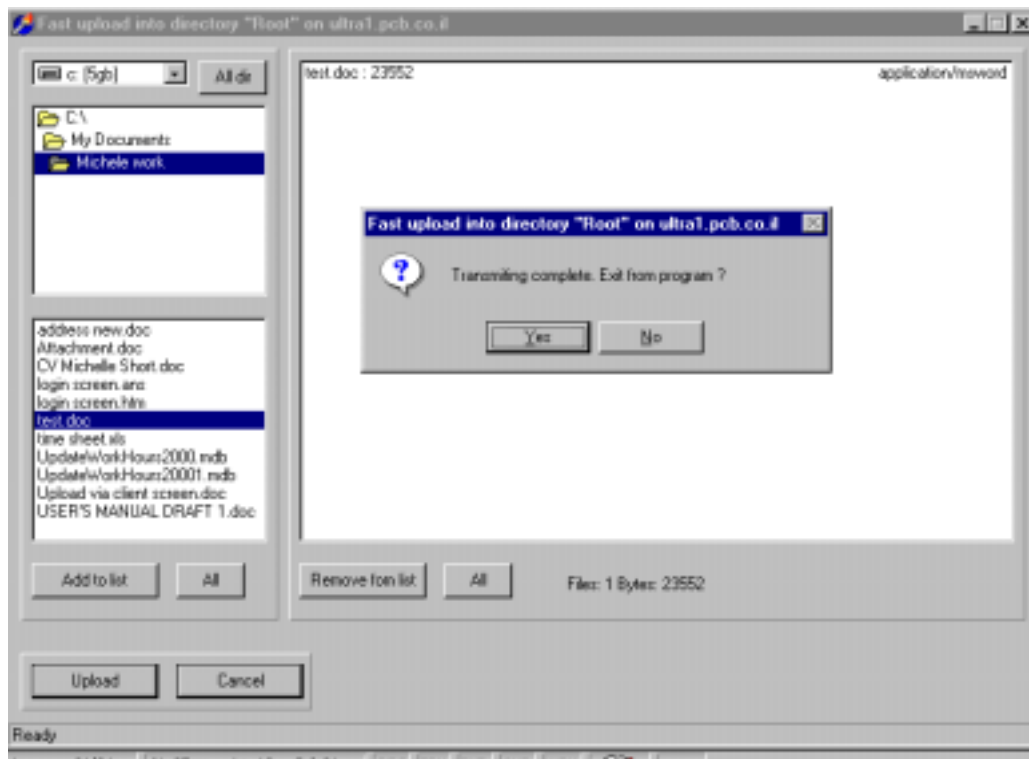 Fast upload into directory "Root" on ultra1.pcb.co.il
c: [5gb]
All dir
C:\
My Documents
Michele work
address new.doc
Attachment.doc
CV Michelle Short.doc
login screen.ans
login screen.htm
test.doc
time sheet.xls
UpdateWorkHours2000.mdb
UpdateWorkHours20001.mdb
Upload via client screen.doc
USER'S MANUAL DRAFT 1.doc
Add to list
All
test.doc : 23552 application/msword
Fast upload into directory "Root" on ultra1.pcb.co.il
Transmiting complete. Exit from program ?
Yes
No
Remove fom list
All
Files: 1 Bytes: 23552
Upload
Cancel
Ready